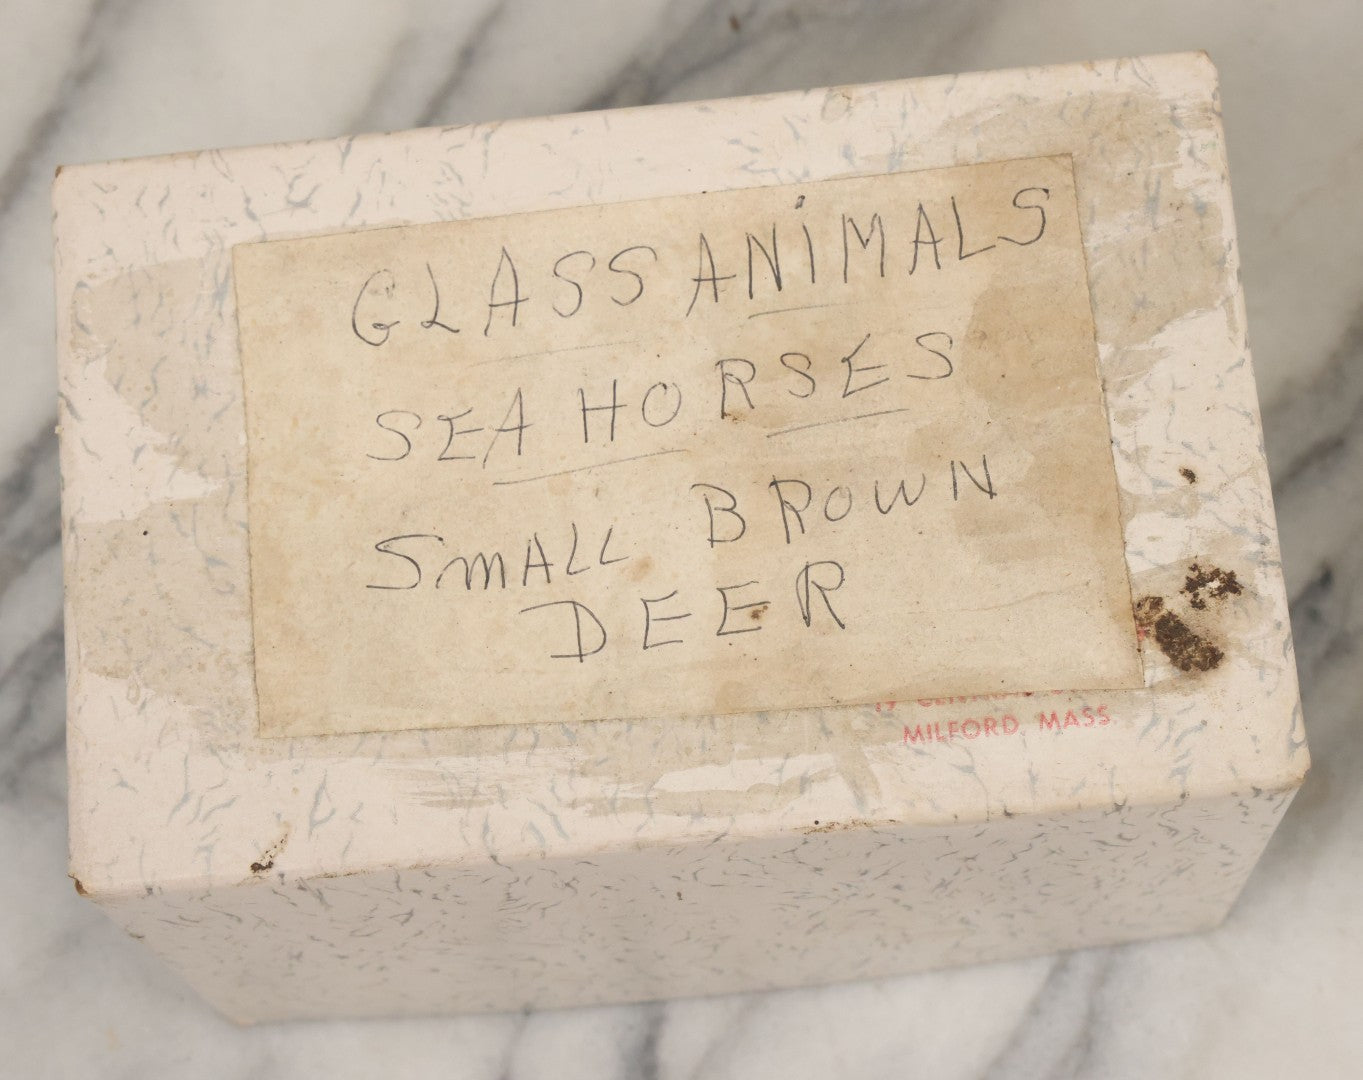 GLASS ANIMALS
SEA HORSES
SMALL BROWN
DEER
MILFORD, MASS.